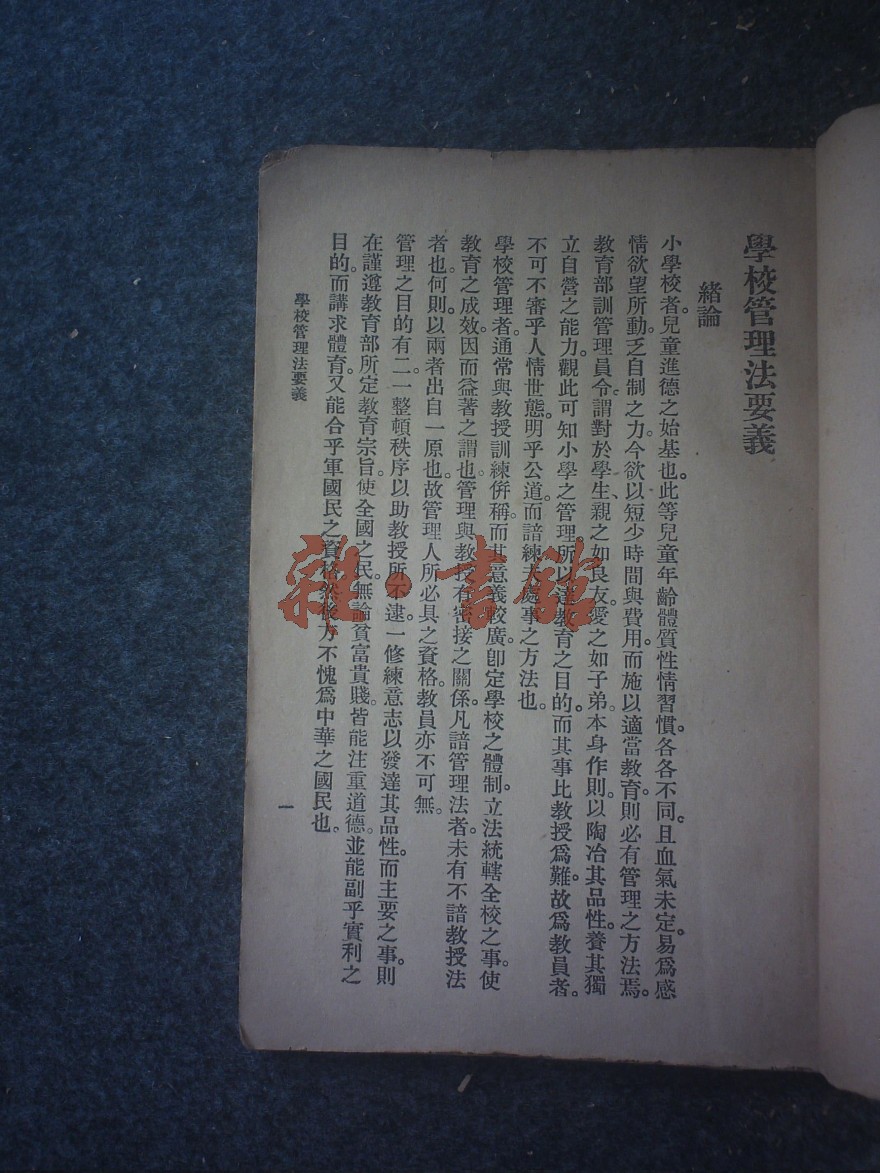 學校管理法要義
緒論
小學校者。兒童進德之始基也。此等兒童年齡體質性情習慣。各各不同。且血氣未定。易爲感
情欲望所動。乏自制之力。今欲以短少時間與費用。而施以適當教育。則必有管理之方法焉。
教育部訓管理員令。謂對於學生、親之如良友。愛之如子弟。本身作則。以陶冶其品性。養其獨
立自營之能力。觀此可知小學之管理。所以達教育之目的。而其事比教授爲難。故爲教員者。
不可不審乎人情世態。明乎公道。而諳練夫處事之方法也。
學校管理者。通常與教授訓練併稱。而其意義較廣。卽定學校之體制。立法統轄全校之事。使
教育之成效。因而益著之謂也。管理與教授有密接之關係。凡諳管理法者。未有不諳教授法
者也。何則。以兩者出自一原也。故管理人所必具之資格。教員亦不可無。
管理之目的有二。一整頓秩序以助教授所不逮。一修練意志以發達其品性。而主要之事。則
在謹遵教育部所定教育宗旨。使全國之民。無論貧富貴賤。皆能注重道德。並能副乎實利之
目的。而講求體育。又能合乎軍國民之資格。然後方不愧爲中華之國民也。
學校管理法要義
一
雜·書館